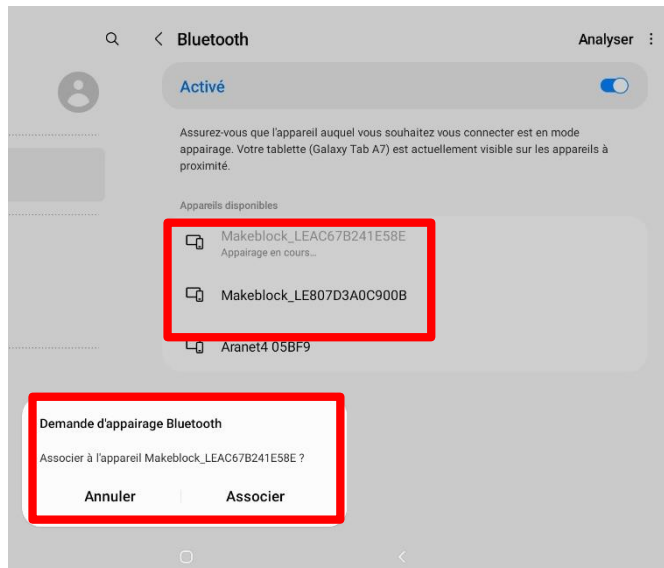 Bluetooth
Analyser
Activé
Assurez-vous que l'appareil auquel vous souhaitez vous connecter est en mode
appairage. Votre tablette (Galaxy Tab A7) est actuellement visible sur les appareils à
proximité.
Appareils disponibles
Makeblock_LEAC67B241E58E
Appairage en cours...
Makeblock_LE807D3A0C900B
Aranet4 05BF9
Demande d'appairage Bluetooth
Associer à l'appareil Makeblock_LEAC67B241E58E ?
Annuler
Associer